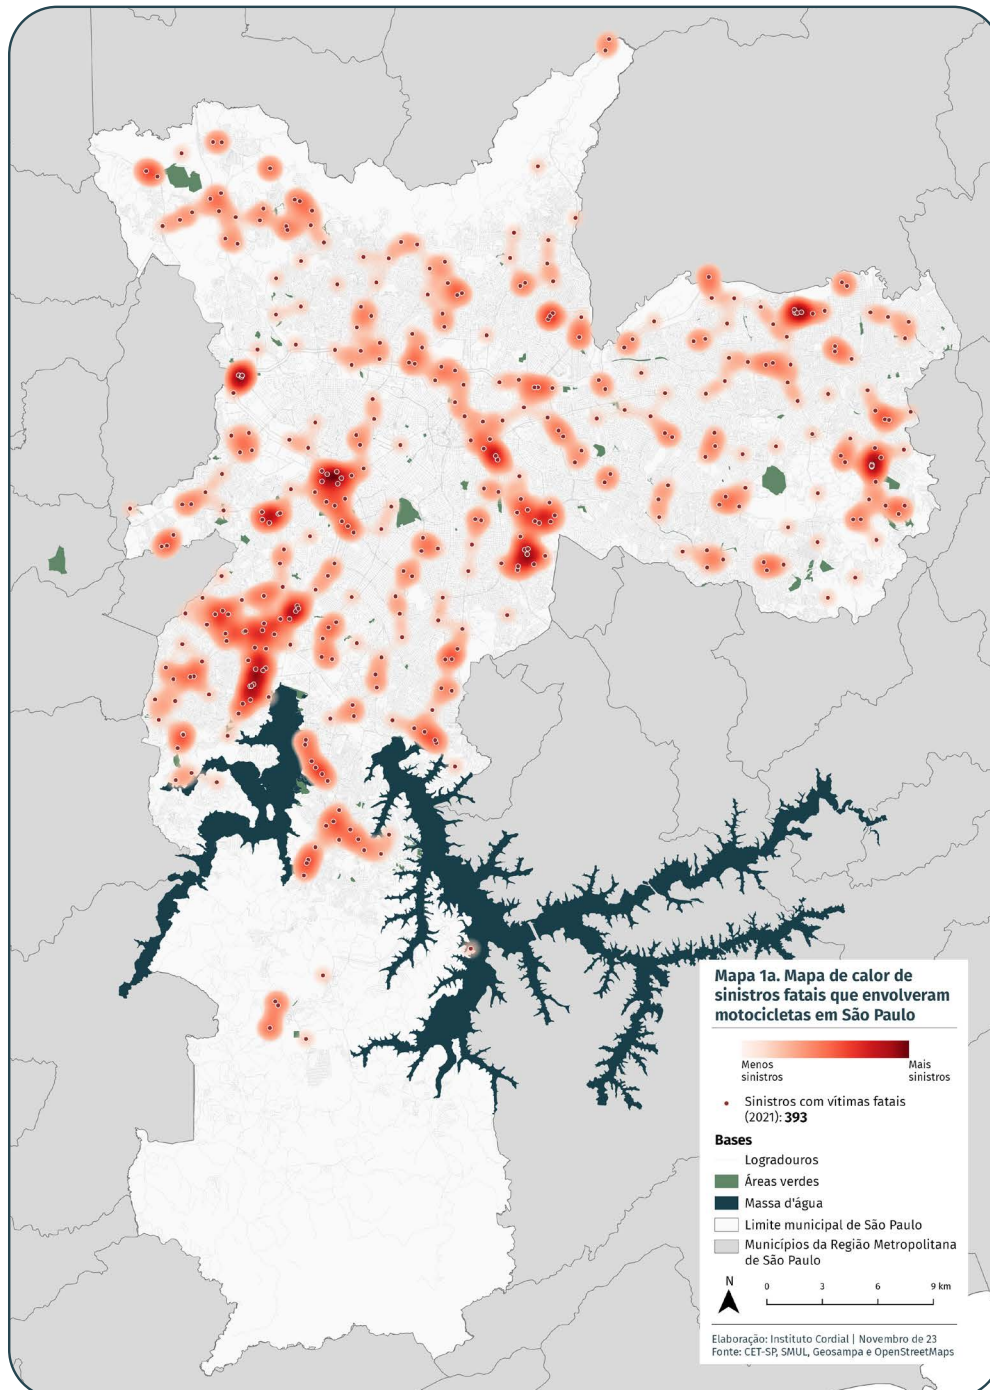 Mapa 1a. Mapa de calor de
sinistros fatais que envolveram
motocicletas em São Paulo
Menos
sinistros
Mais
sinistros
Sinistros com vítimas fatais
(2021): 393
Bases
Logradouros
Áreas verdes
Massa d'água
Limite municipal de São Paulo
Municípios da Região Metropolitana
de São Paulo
N
0 3 6 9 km
Elaboração: Instituto Cordial | Novembro de 23
Fonte: CET-SP, SMUL, Geosampa e OpenStreetMaps